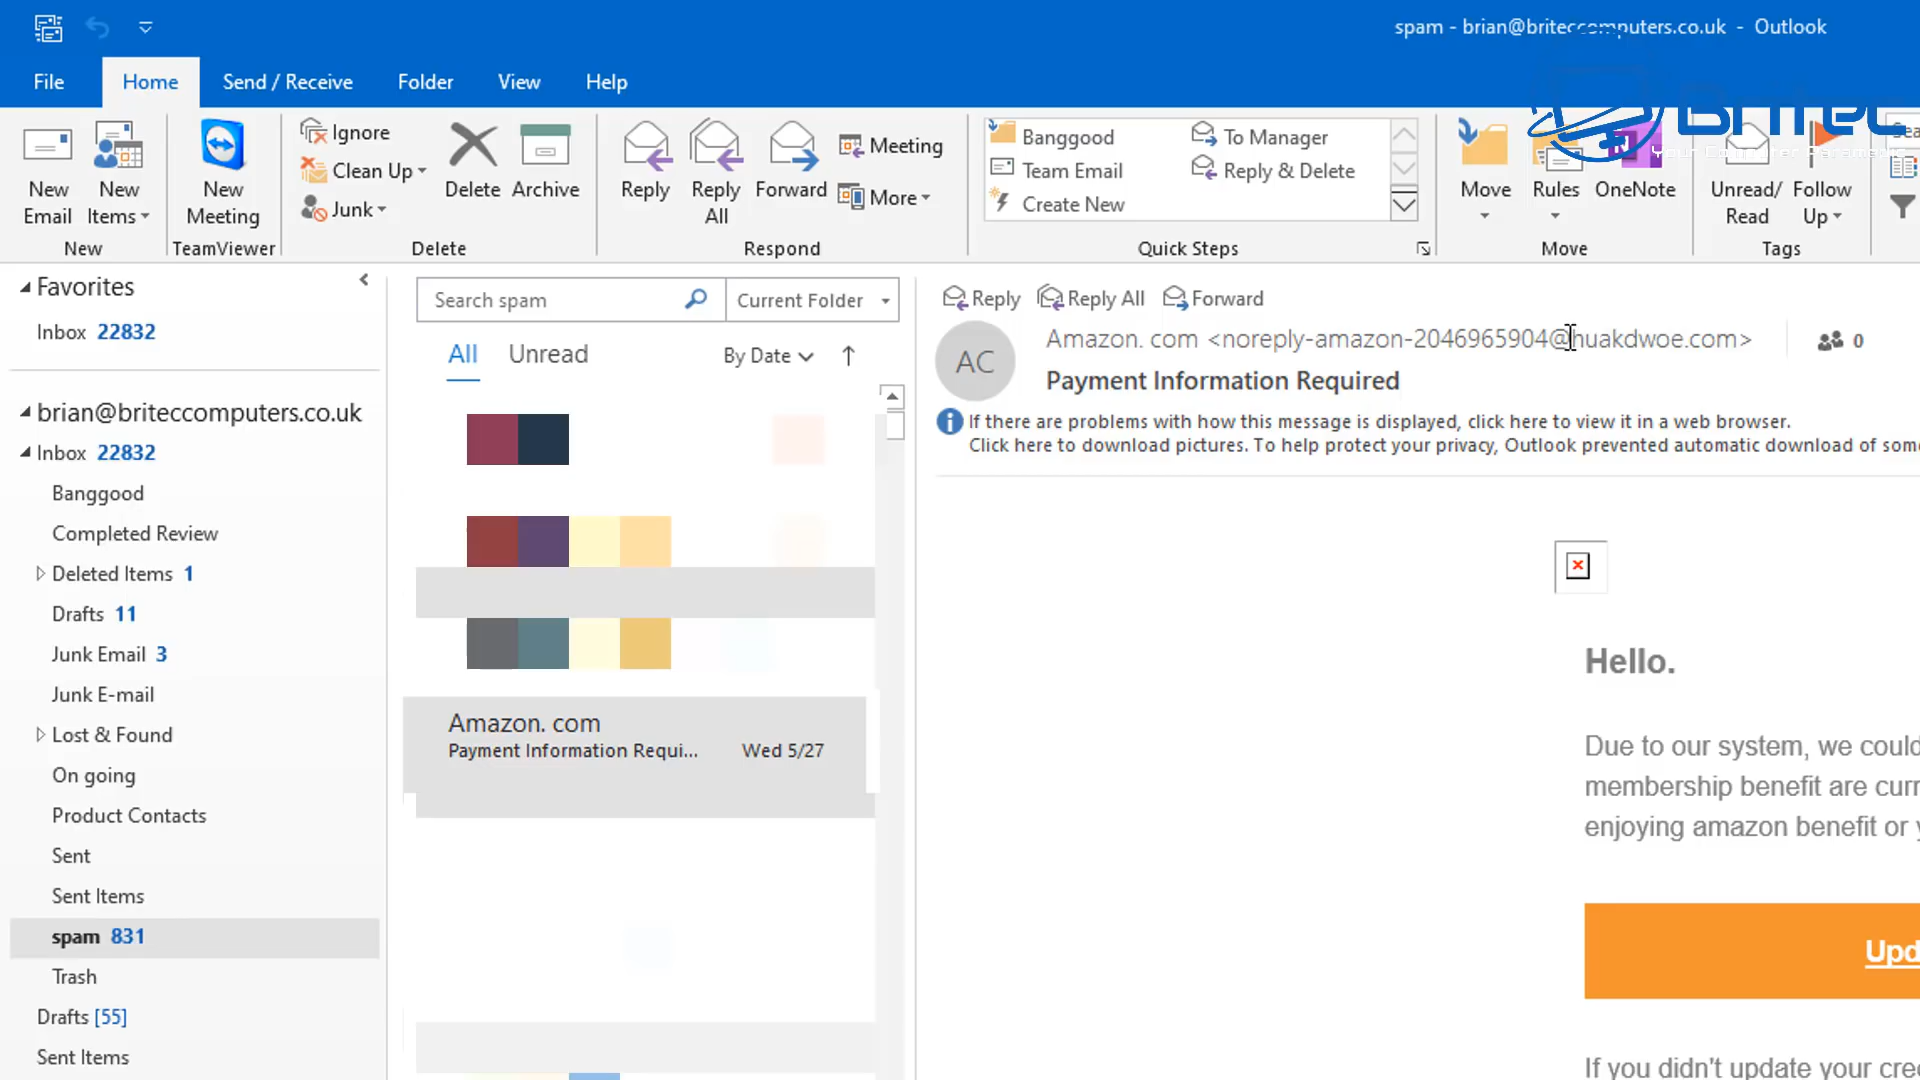 spam - brian@briteccomputers.co.uk - Outlook
File Home Send / Receive Folder View Help
New Email
New Items
New
New Meeting
TeamViewer
Ignore
Clean Up
Junk
Delete
Archive
Delete
Reply
Reply All
Forward
Meeting
More
Respond
Banggood
Team Email
Create New
To Manager
Reply & Delete
Quick Steps
Move
Rules
OneNote
Move
Unread/ Read
Follow Up
Tags
Britec
Favorites
Inbox 22832
brian@briteccomputers.co.uk
Inbox 22832
Banggood
Completed Review
Deleted Items 1
Drafts 11
Junk Email 3
Junk E-mail
Lost & Found
On going
Product Contacts
Sent
Sent Items
spam 831
Trash
Drafts [55]
Sent Items
Search spam
Current Folder
All Unread By Date
Amazon. com
Payment Information Requi... Wed 5/27
Reply Reply All Forward
AC
Amazon. com <noreply-amazon-2046965904@huakdwoe.com>
0
Payment Information Required
If there are problems with how this message is displayed, click here to view it in a web browser.
Click here to download pictures. To help protect your privacy, Outlook prevented automatic download of som
Hello.
Due to our system, we could
membership benefit are curr
enjoying amazon benefit or y
Upd
If you didn't update your cre